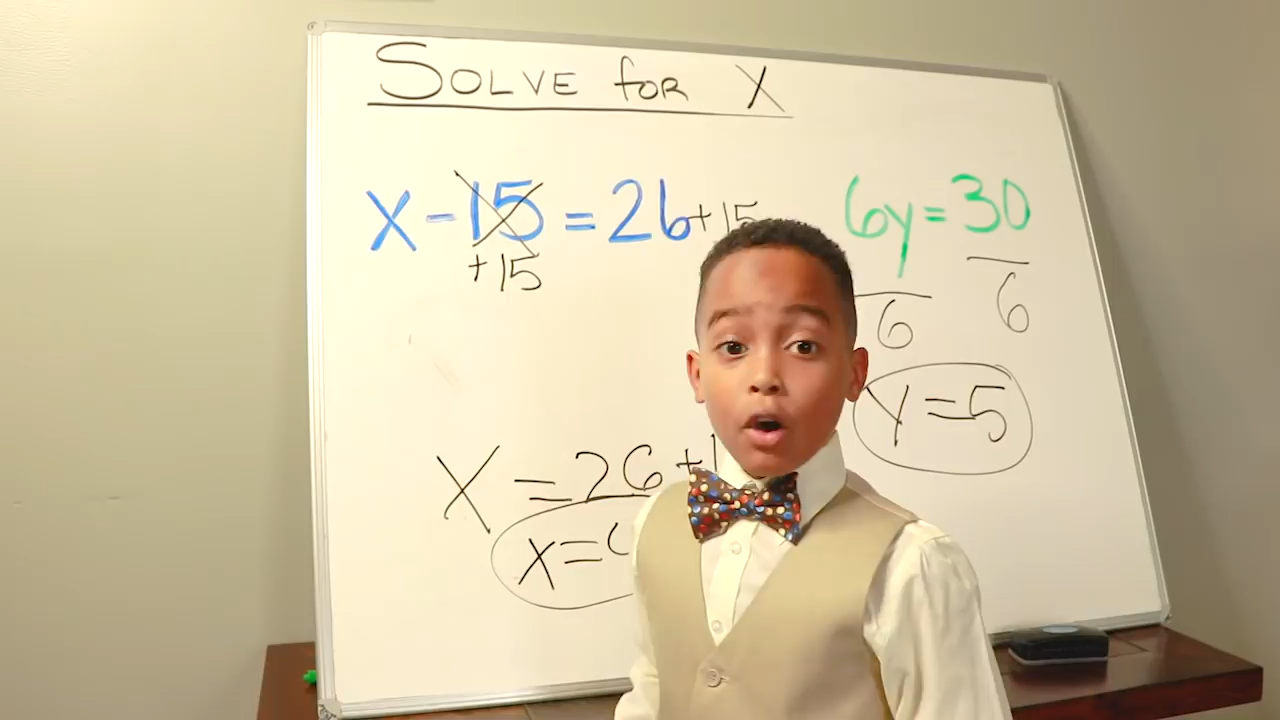 SOLVE for X
x - 15 = 26 + 15
+ 15
X = 26 +
x =
6y = 30
6 6
y = 5